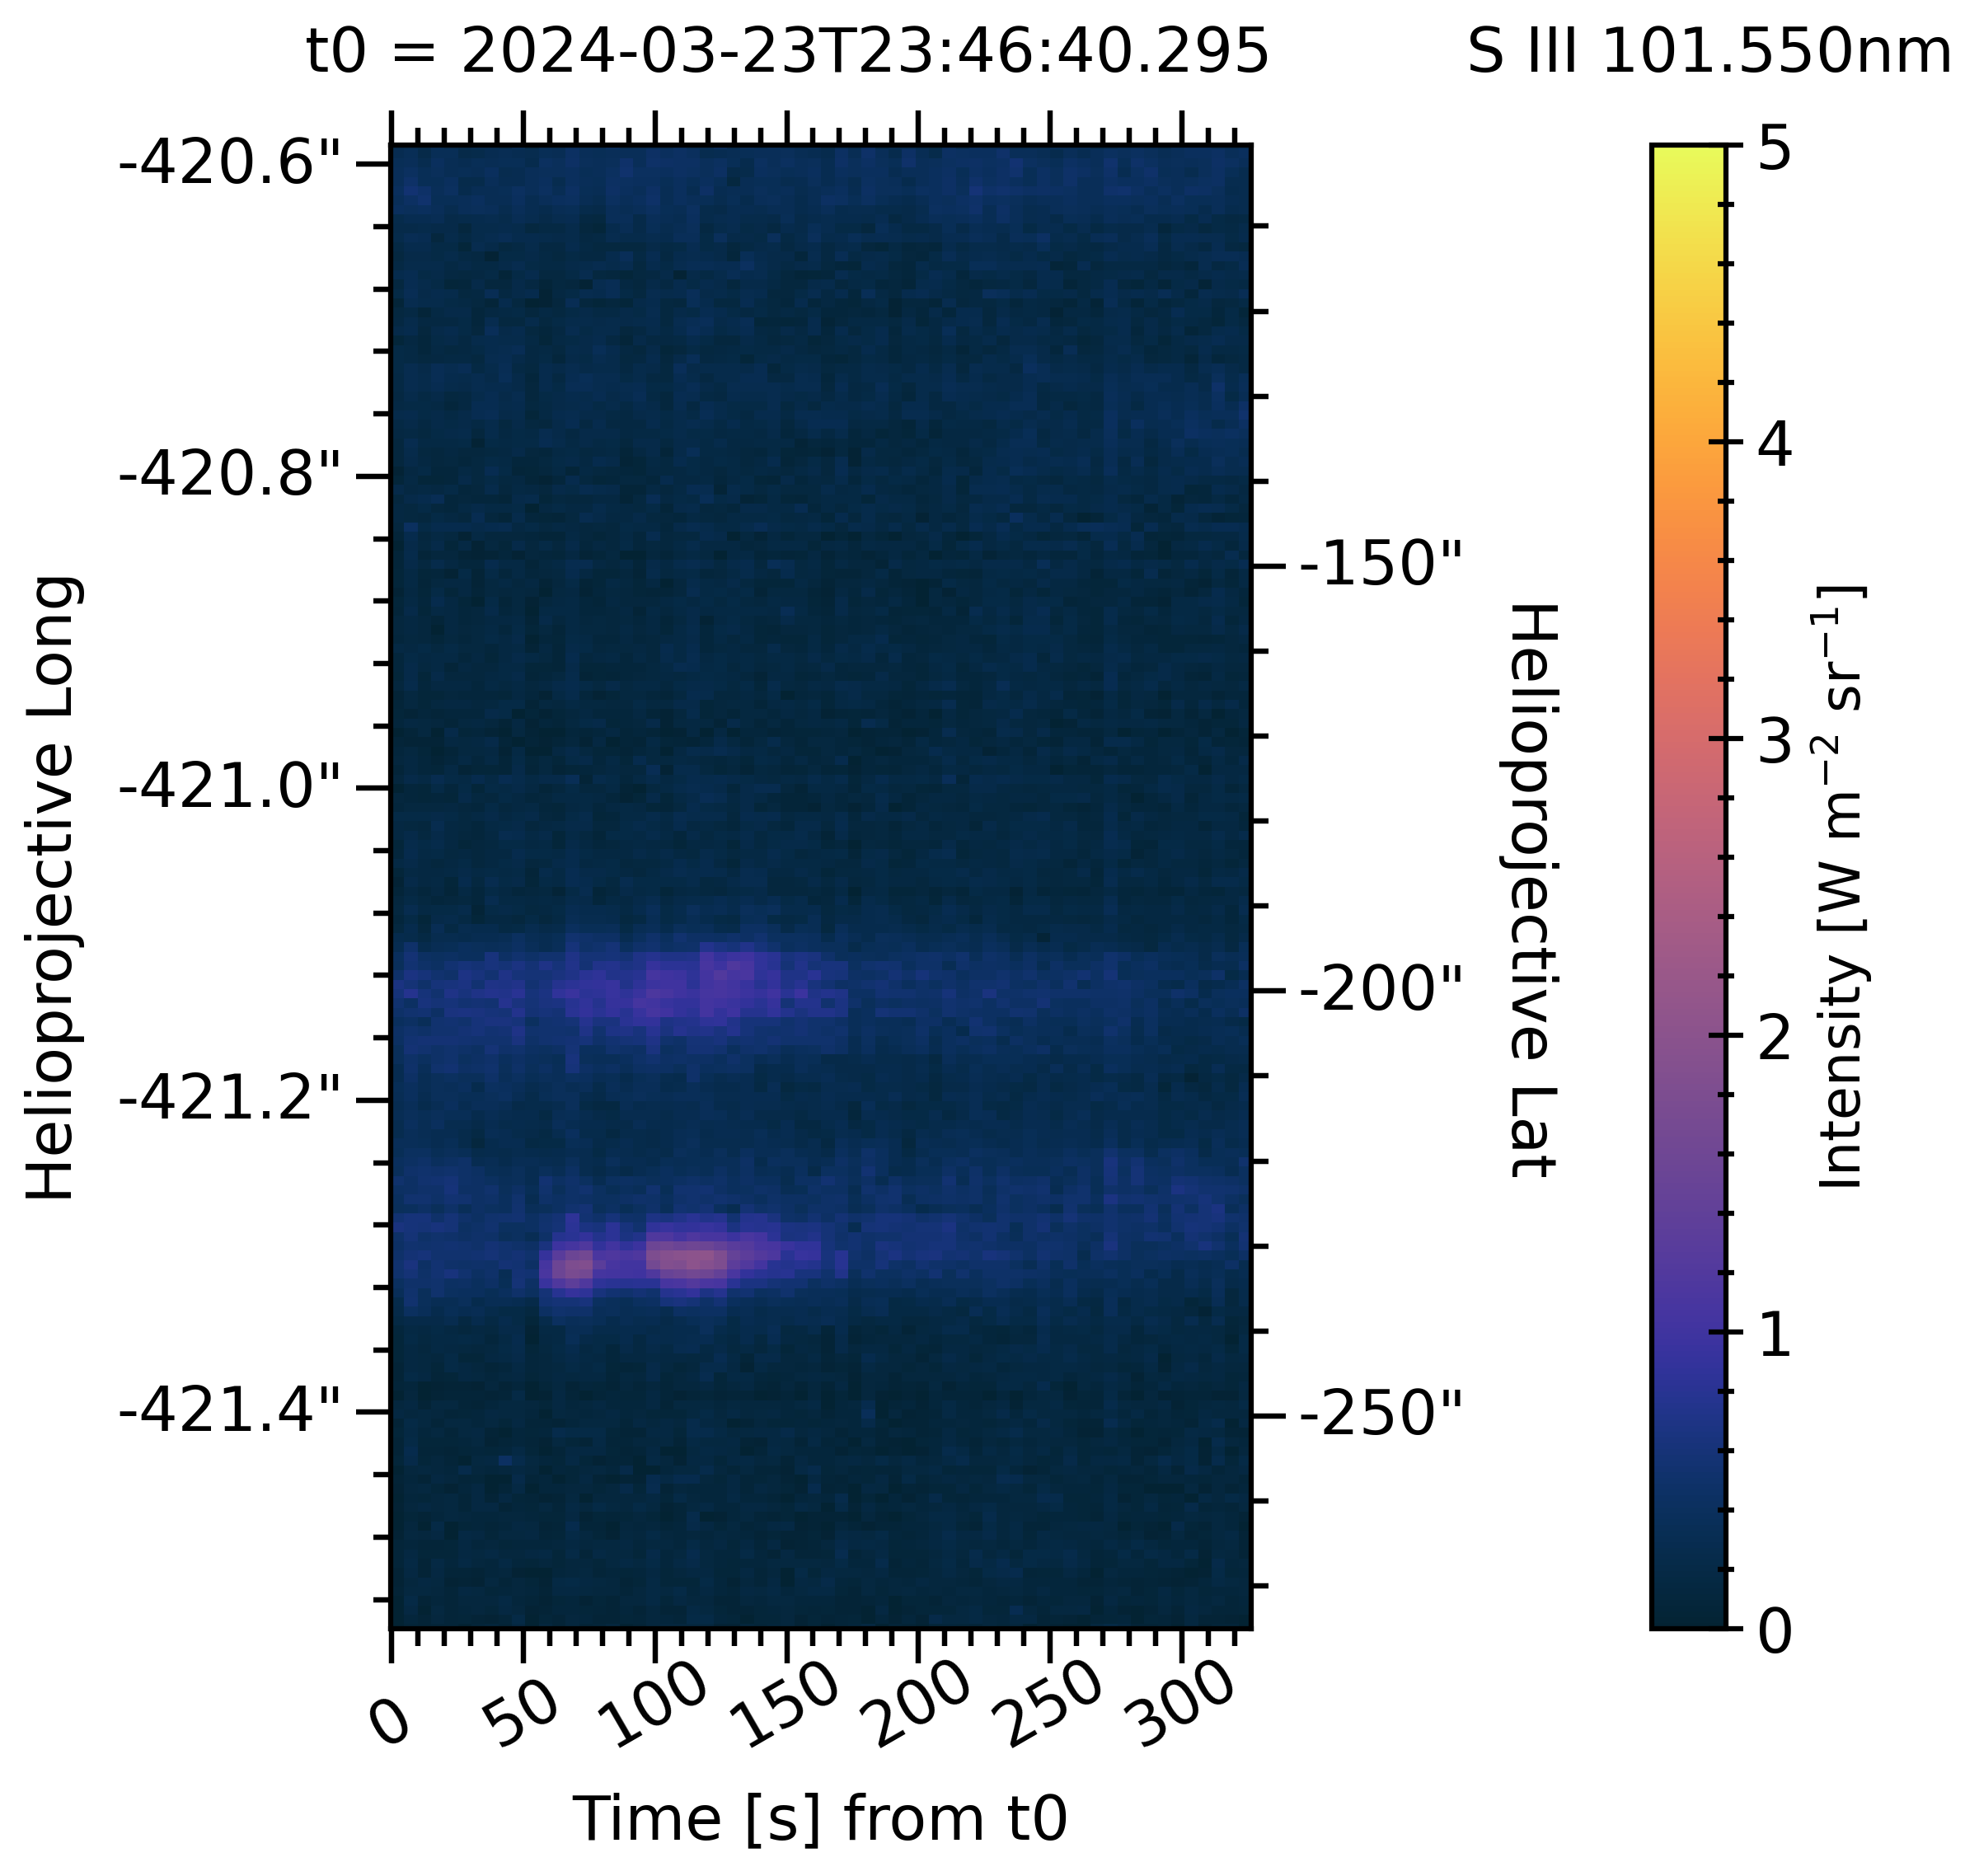 t0 = 2024-03-23T23:46:40.295
S III 101.550nm
-420.6"
-420.8"
-421.0"
-421.2"
-421.4"
Helioprojective Long
-150"
-200"
-250"
Helioprojective Lat
5
4
3
2
1
0
Intensity [W m⁻² sr⁻¹]
0 50 100 150 200 250 300
Time [s] from t0